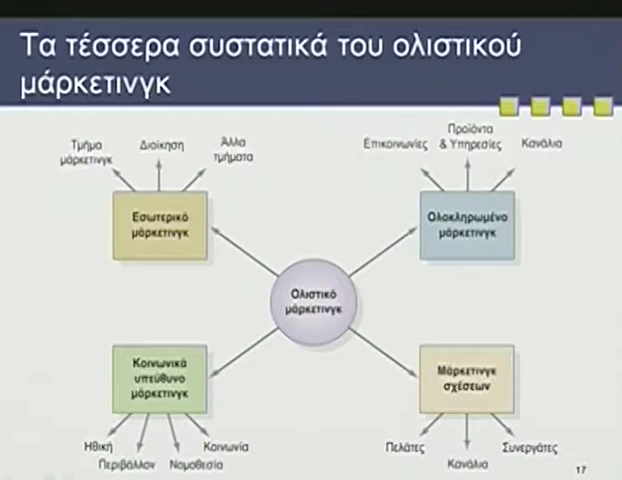 Τα τέσσερα συστατικά του ολιστικού
μάρκετινγκ
Τμήμα
μάρκετινγκ
Διοίκηση
Άλλα
τμήματα
Επικοινωνίες
Προϊόντα
& Υπηρεσίες
Κανάλια
Εσωτερικό
μάρκετινγκ
Ολοκληρωμένο
μάρκετινγκ
Ολιστικό
μάρκετινγκ
Κοινωνικά
υπεύθυνο
μάρκετινγκ
Μάρκετινγκ
σχέσεων
Ηθική
Περιβάλλον
Νομοθεσία
Κοινωνία
Πελάτες
Κανάλια
Συνεργάτες
17